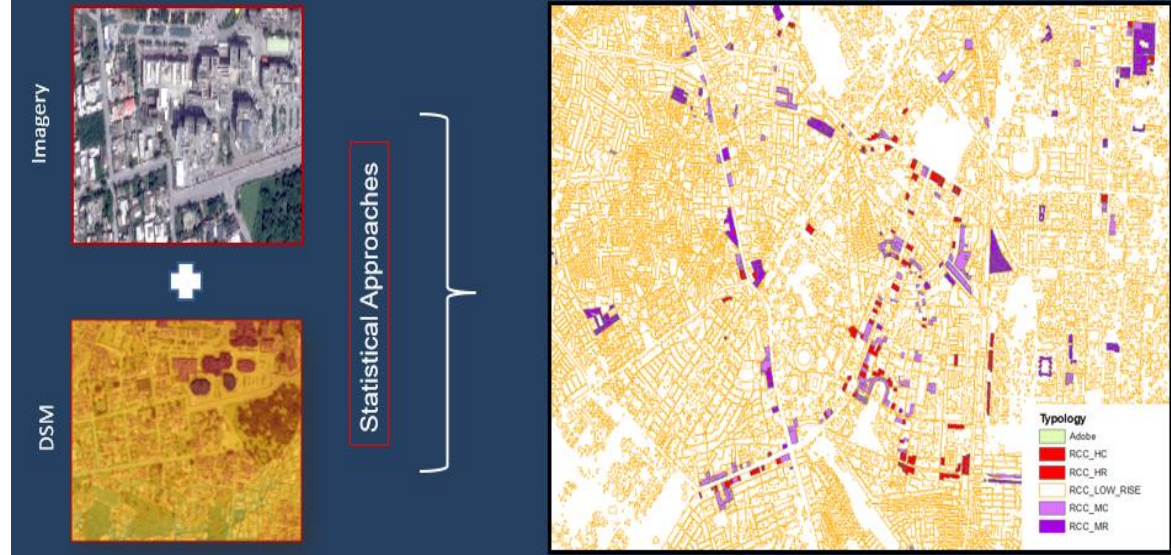 Imagery
DSM
Statistical Approaches
Typology
Adobe
RCC_HC
RCC_HR
RCC_LOW_RISE
RCC_MC
RCC_MR